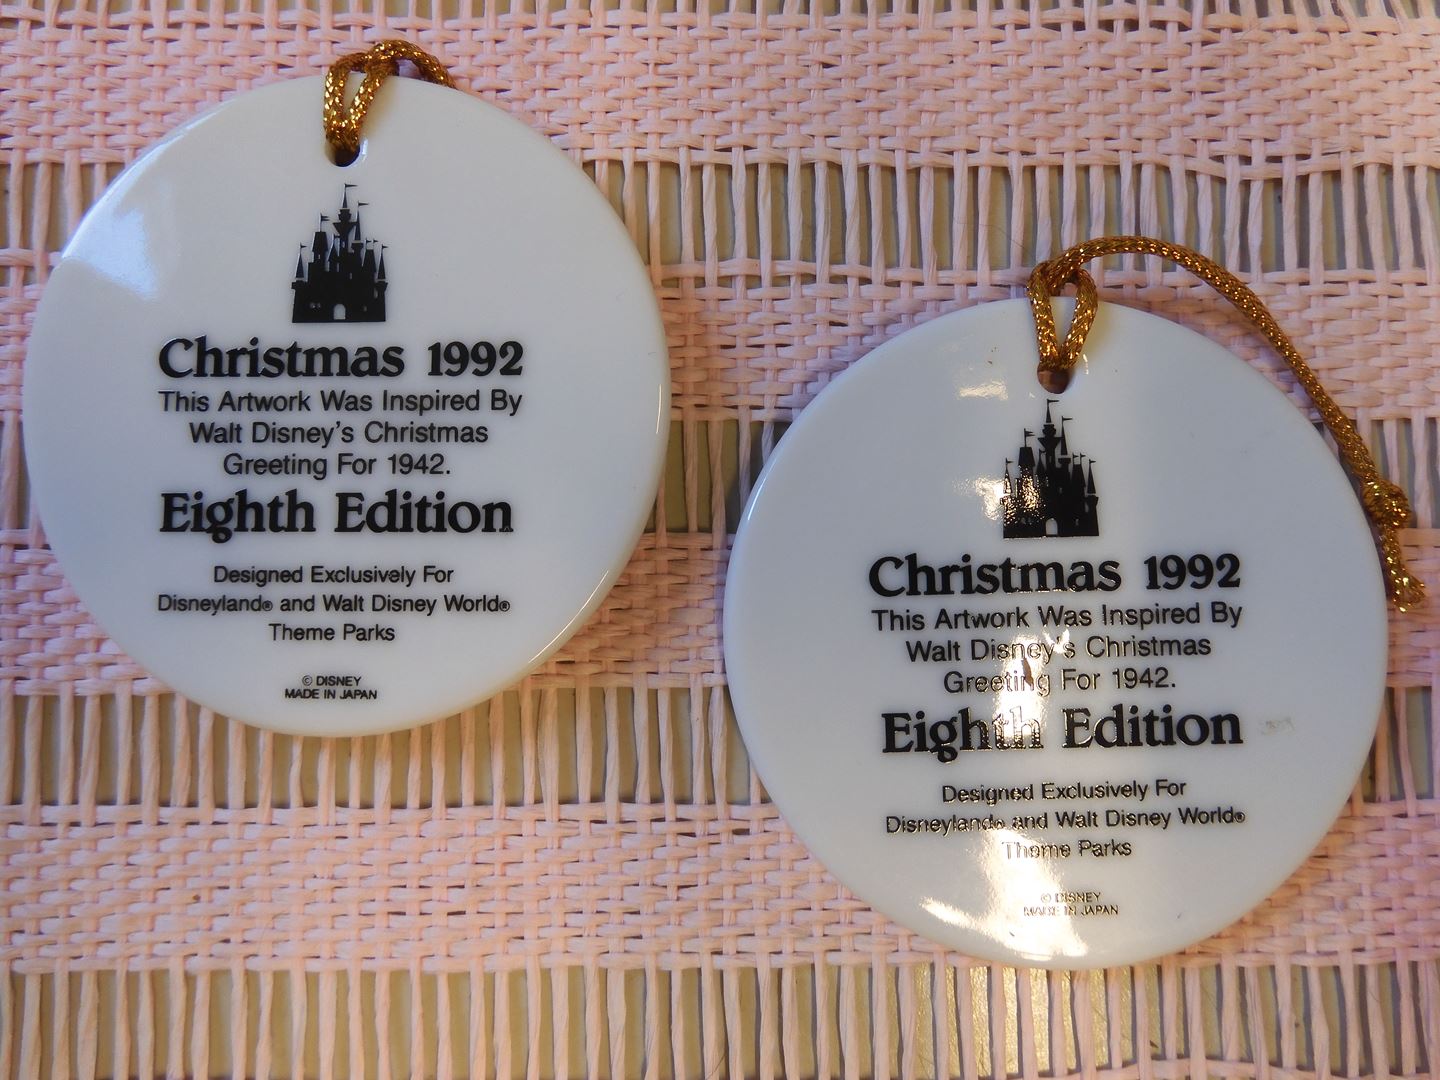 Christmas 1992
This Artwork Was Inspired By
Walt Disney's Christmas
Greeting For 1942.
Eighth Edition
Designed Exclusively For
Disneyland® and Walt Disney World®
Theme Parks
© DISNEY
MADE IN JAPAN
Christmas 1992
This Artwork Was Inspired By
Walt Disney's Christmas
Greeting For 1942.
Eighth Edition
Designed Exclusively For
Disneyland® and Walt Disney World®
Theme Parks
© DISNEY
MADE IN JAPAN